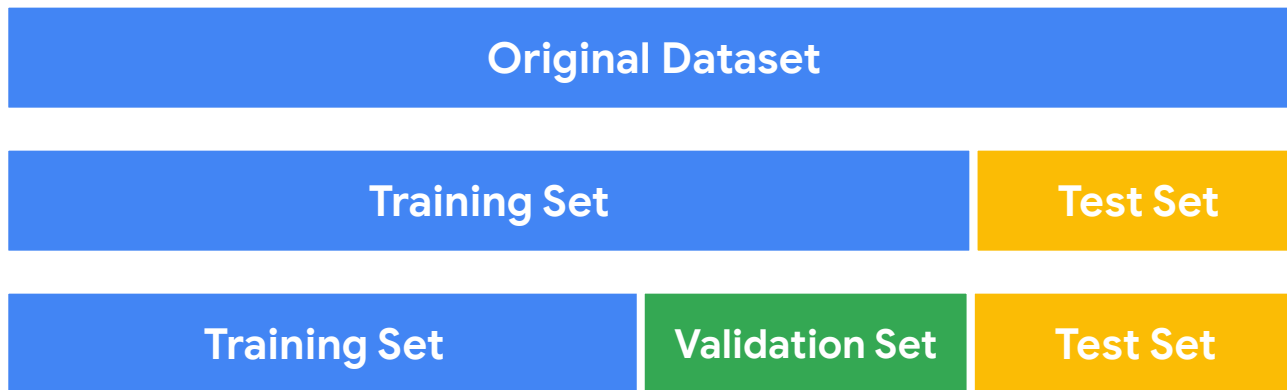 Original Dataset
Training Set Test Set
Training Set Validation Set Test Set